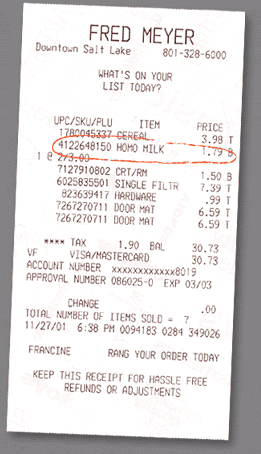 FRED MEYER
Downtown Salt Lake 801-328-6000
WHAT'S ON YOUR
LIST TODAY?
UPC/SKU/PLU ITEM PRICE
1780045337 CEREAL 3.98 T
4122648150 HOMO MILK 1.79 B
1 @ 2/3.00
7127910802 CRT/RM 1.50 B
6025835501 SINGLE FILTR 7.39 T
823639417 HARDWARE .99 T
7267270711 DOOR MAT 6.59 T
7267270711 DOOR MAT 6.59 T
**** TAX 1.90 BAL 30.73
VF VISA/MASTERCARD 30.73
ACCOUNT NUMBER xxxxxxxxxxxx8019
APPROVAL NUMBER 086025-0 EXP 03/03
CHANGE .00
TOTAL NUMBER OF ITEMS SOLD = 7
11/27/01 6:38 PM 0094183 0284 349026
FRANCINE RANG YOUR ORDER TODAY
KEEP THIS RECEIPT FOR HASSLE FREE
REFUNDS OR ADJUSTMENTS